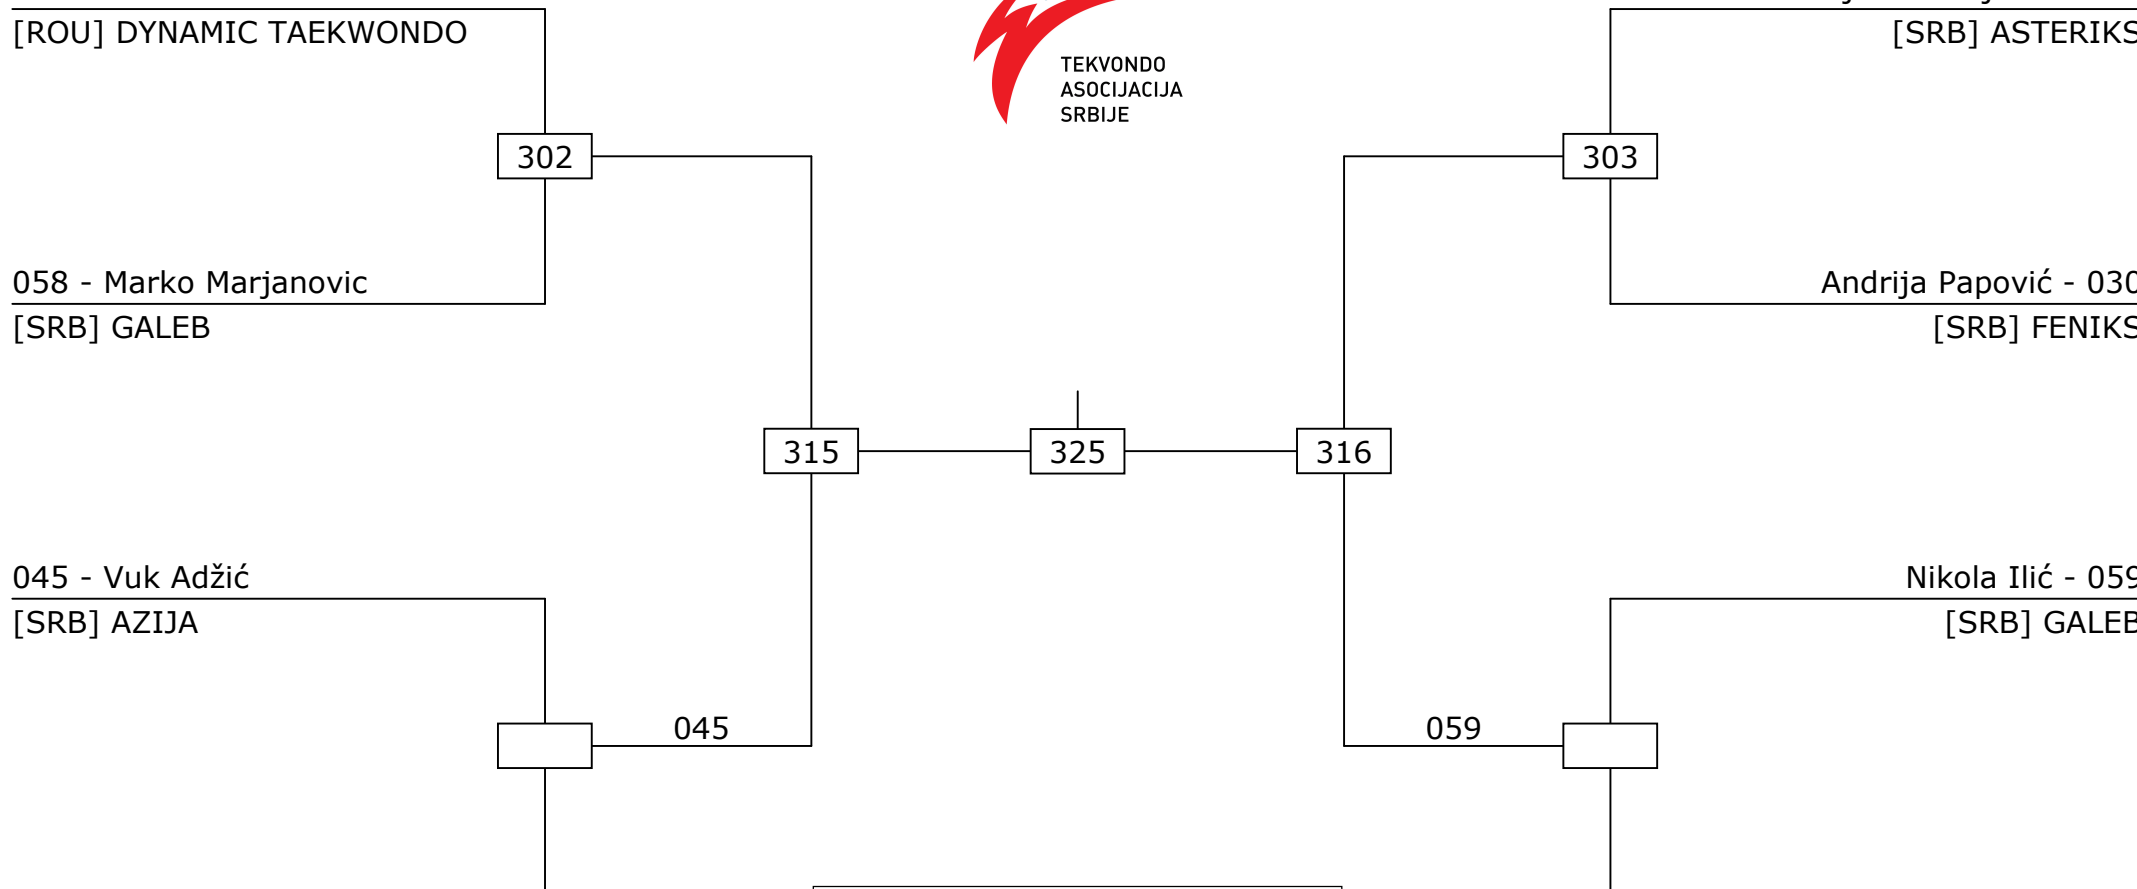 [ROU] DYNAMIC TAEKWONDO
[SRB] ASTERIKS
TEKVONDO
ASOCIJACIJA
SRBIJE
302
303
058 - Marko Marjanovic
[SRB] GALEB
Andrija Papović - 030
[SRB] FENIKS
315
325
316
045 - Vuk Adžić
[SRB] AZIJA
Nikola Ilić - 059
[SRB] GALEB
045
059